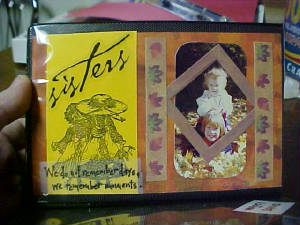 sisters
We do not remember days,
we remember moments.